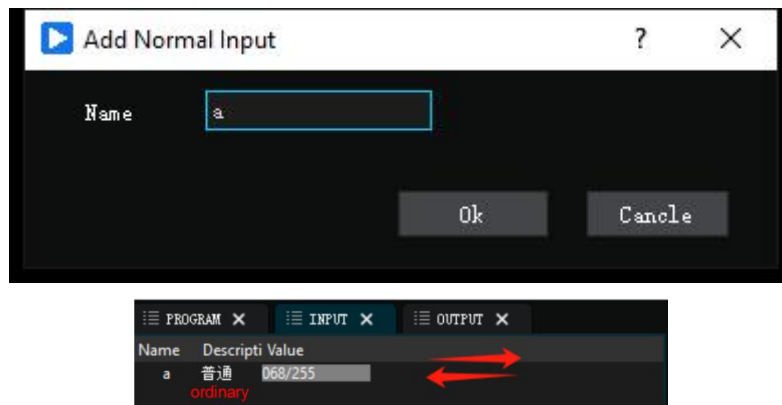 Add Normal Input ? ×
Name a
Ok Cancle
PROGRAM × INPUT × OUTPUT ×
Name Descripti Value
a 普通 068/255
ordinary